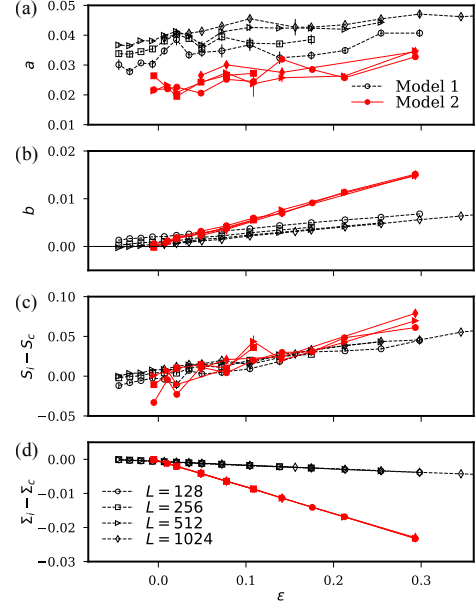 (a)
0.05
0.04
0.03
0.02
0.01
a
Model 1
Model 2
(b)
0.02
0.01
0.00
b
(c)
0.10
0.05
0.00
−0.05
S_i − S_c
(d)
0.00
−0.01
−0.02
−0.03
Σ_i − Σ_c
L = 128
L = 256
L = 512
L = 1024
0.0 0.1 0.2 0.3
ε